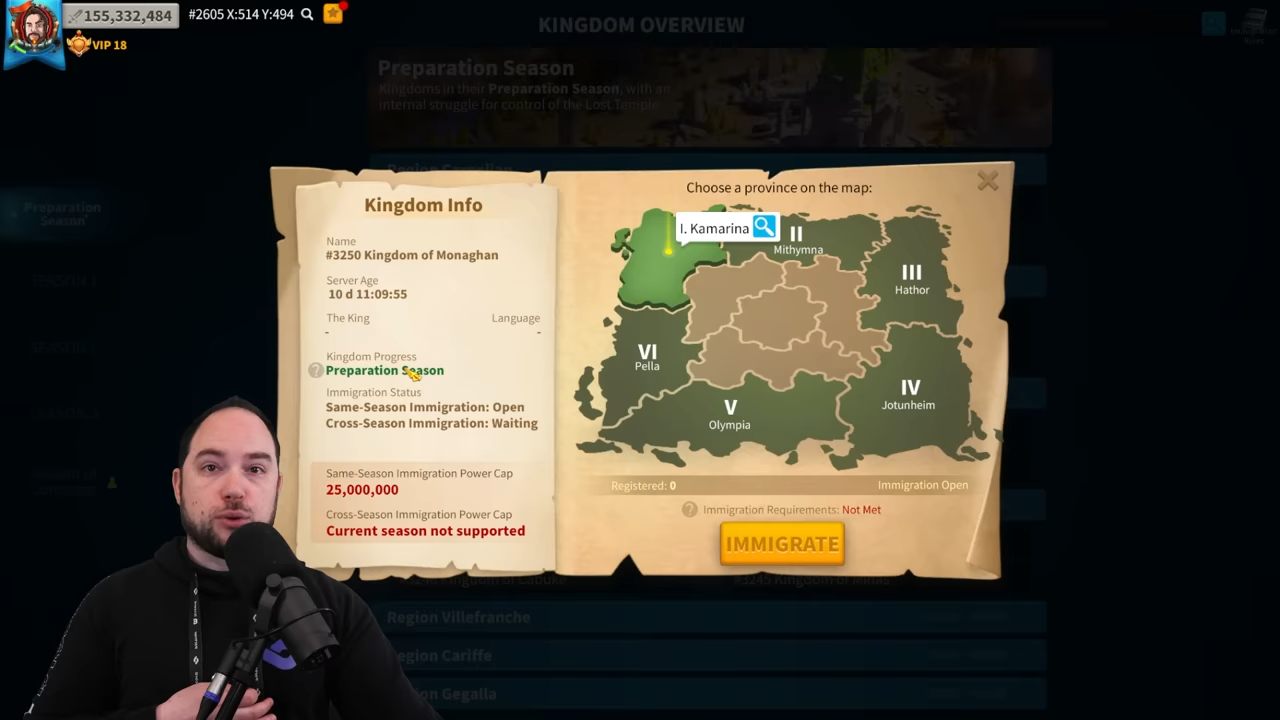 155,332,484
#2605 X:514 Y:494
VIP 18
KINGDOM OVERVIEW
Preparation Season
Kingdoms in their Preparation Season, with an
internal struggle for control of the Lost Temple
Preparation
Season
Kingdom Info
Name
#3250 Kingdom of Monaghan
Server Age
10 d 11:09:55
The King Language
- -
Kingdom Progress
Preparation Season
Immigration Status
Same-Season Immigration: Open
Cross-Season Immigration: Waiting
Same-Season Immigration Power Cap
25,000,000
Cross-Season Immigration Power Cap
Current season not supported
Choose a province on the map:
I. Kamarina
II
Mithymna
III
Hathor
VI
Pella
IV
Jotunheim
V
Olympia
Registered: 0 Immigration Open
Immigration Requirements: Not Met
IMMIGRATE
Region Villefranche
Region Cariffe
Gegalla